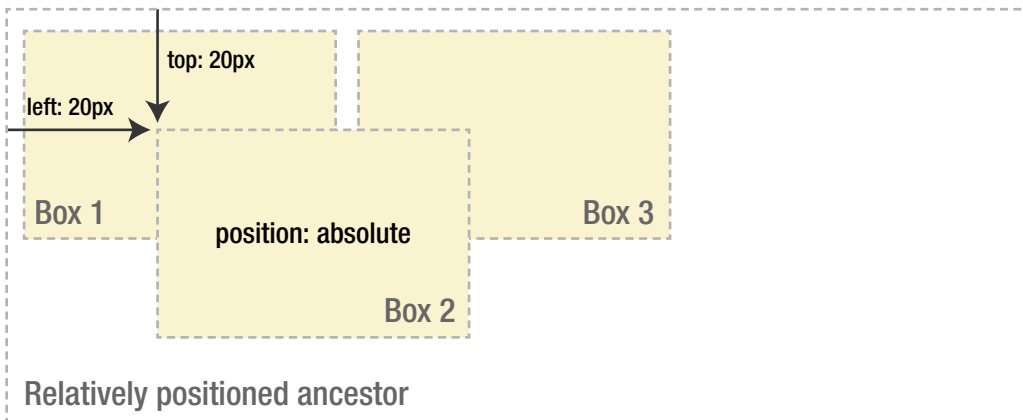 top: 20px
left: 20px
Box 1
Box 3
position: absolute
Box 2
Relatively positioned ancestor